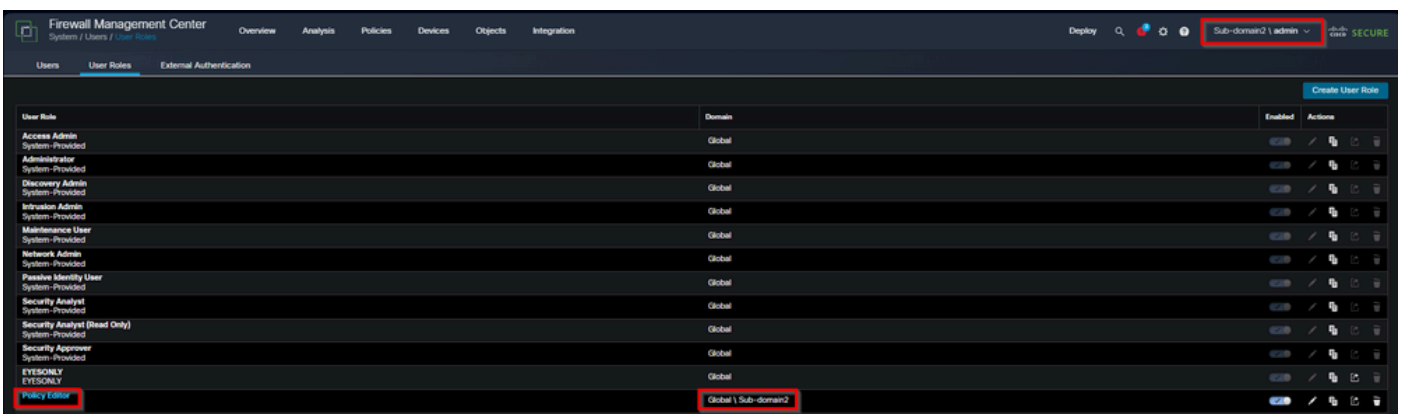 Firewall Management Center
System / Users / User Roles
Overview
Analysis
Policies
Devices
Objects
Integration
Deploy
Sub-domain2 \ admin
SECURE
Users
User Roles
External Authentication
Create User Role
User Role
Domain
Enabled
Actions
Access Admin
System-Provided
Global
Administrator
System-Provided
Global
Discovery Admin
System-Provided
Global
Intrusion Admin
System-Provided
Global
Maintenance User
System-Provided
Global
Network Admin
System-Provided
Global
Passive Identity User
System-Provided
Global
Security Analyst
System-Provided
Global
Security Analyst (Read Only)
System-Provided
Global
Security Approver
System-Provided
Global
EYESONLY
EYESONLY
Global
Policy Editor
Global \ Sub-domain2